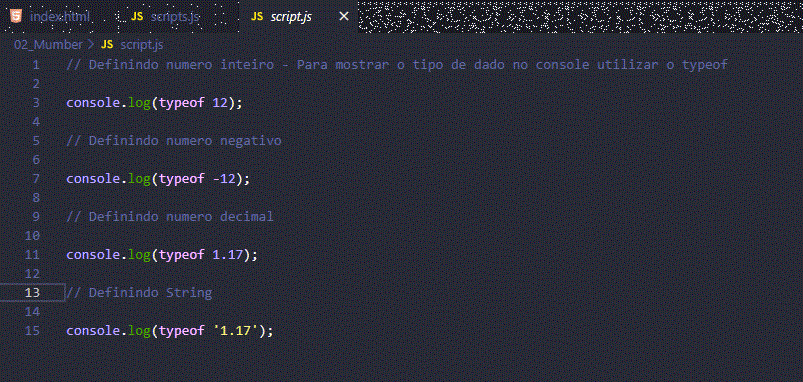 index.html JS scripts.js JS script.js ×
02_Mumber > JS script.js
1 // Definindo numero inteiro - Para mostrar o tipo de dado no console utilizar o typeof
2
3 console.log(typeof 12);
4
5 // Definindo numero negativo
6
7 console.log(typeof -12);
8
9 // Definindo numero decimal
10
11 console.log(typeof 1.17);
12
13 // Definindo String
14
15 console.log(typeof '1.17');